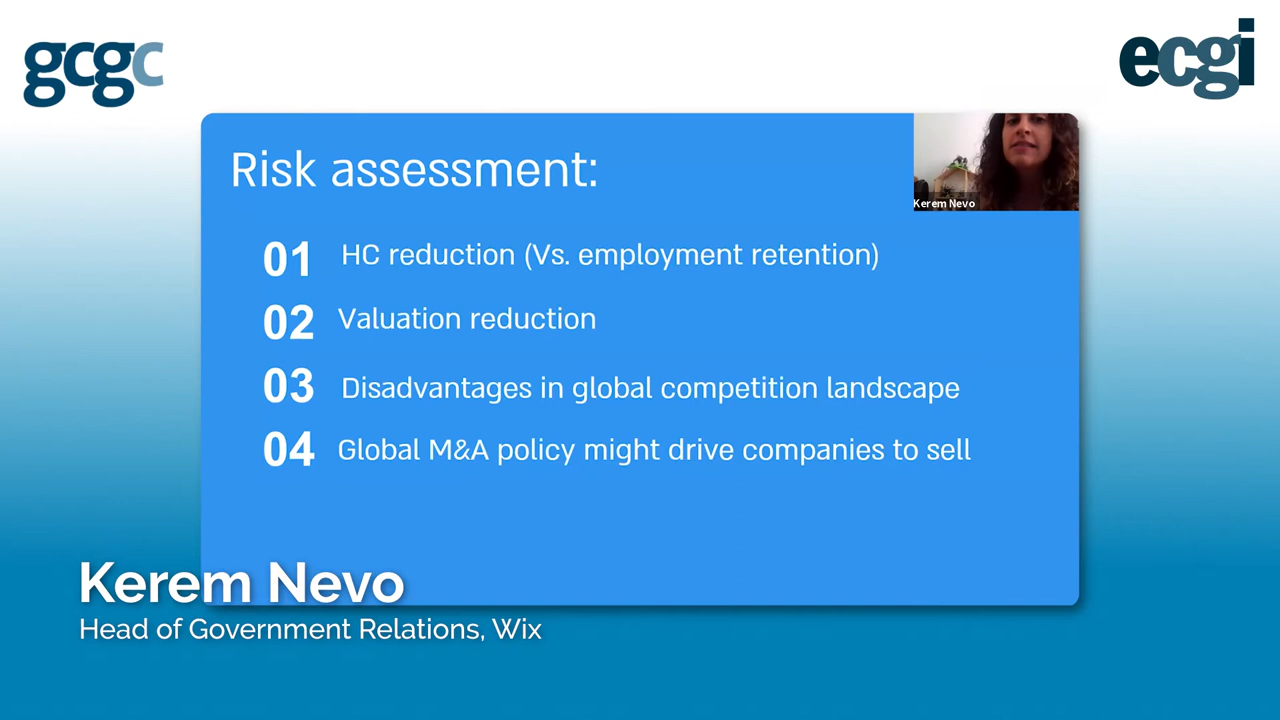 gcgc
ecgi
Risk assessment:
Kerem Nevo
01 HC reduction (Vs. employment retention)
02 Valuation reduction
03 Disadvantages in global competition landscape
04 Global M&A policy might drive companies to sell
Kerem Nevo
Head of Government Relations, Wix